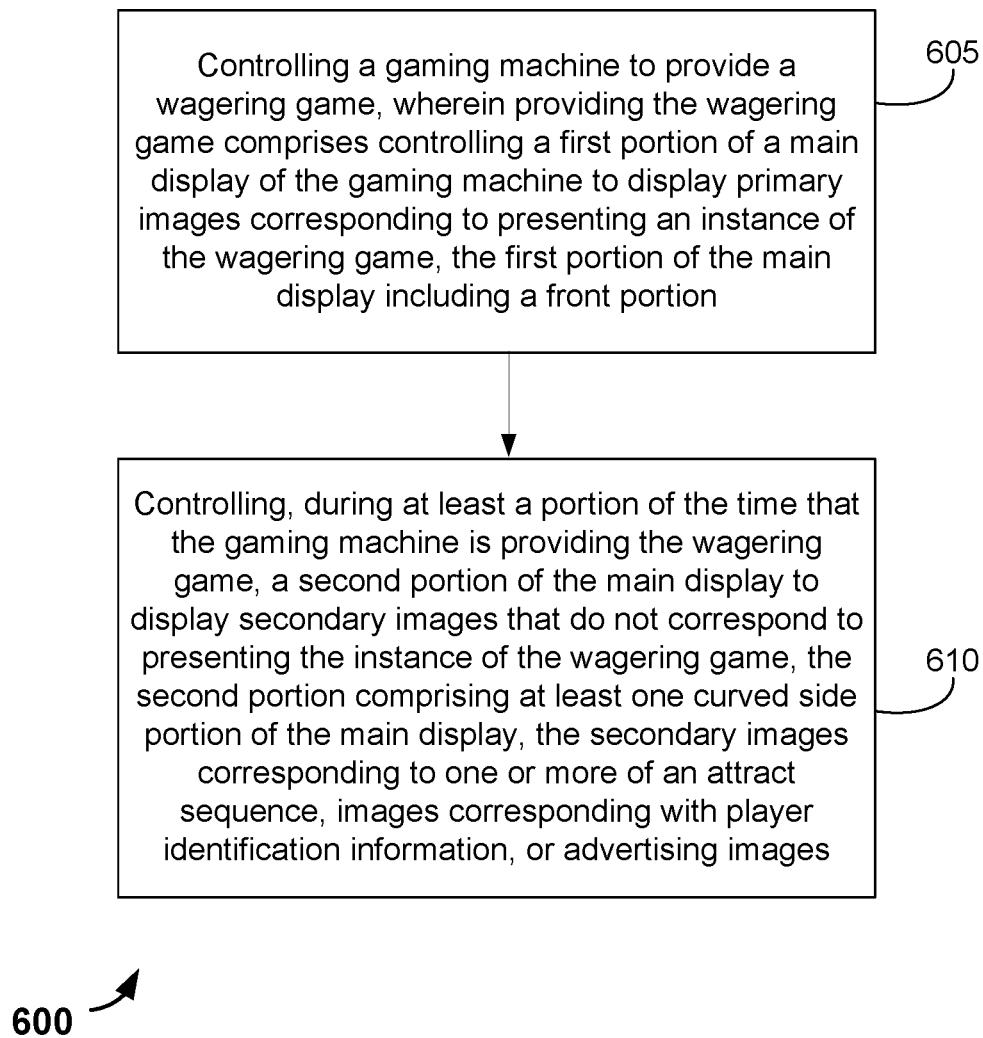 Controlling a gaming machine to provide a
wagering game, wherein providing the wagering
game comprises controlling a first portion of a main
display of the gaming machine to display primary
images corresponding to presenting an instance of
the wagering game, the first portion of the main
display including a front portion
605
Controlling, during at least a portion of the time that
the gaming machine is providing the wagering
game, a second portion of the main display to
display secondary images that do not correspond to
presenting the instance of the wagering game, the
second portion comprising at least one curved side
portion of the main display, the secondary images
corresponding to one or more of an attract
sequence, images corresponding with player
identification information, or advertising images
610
600